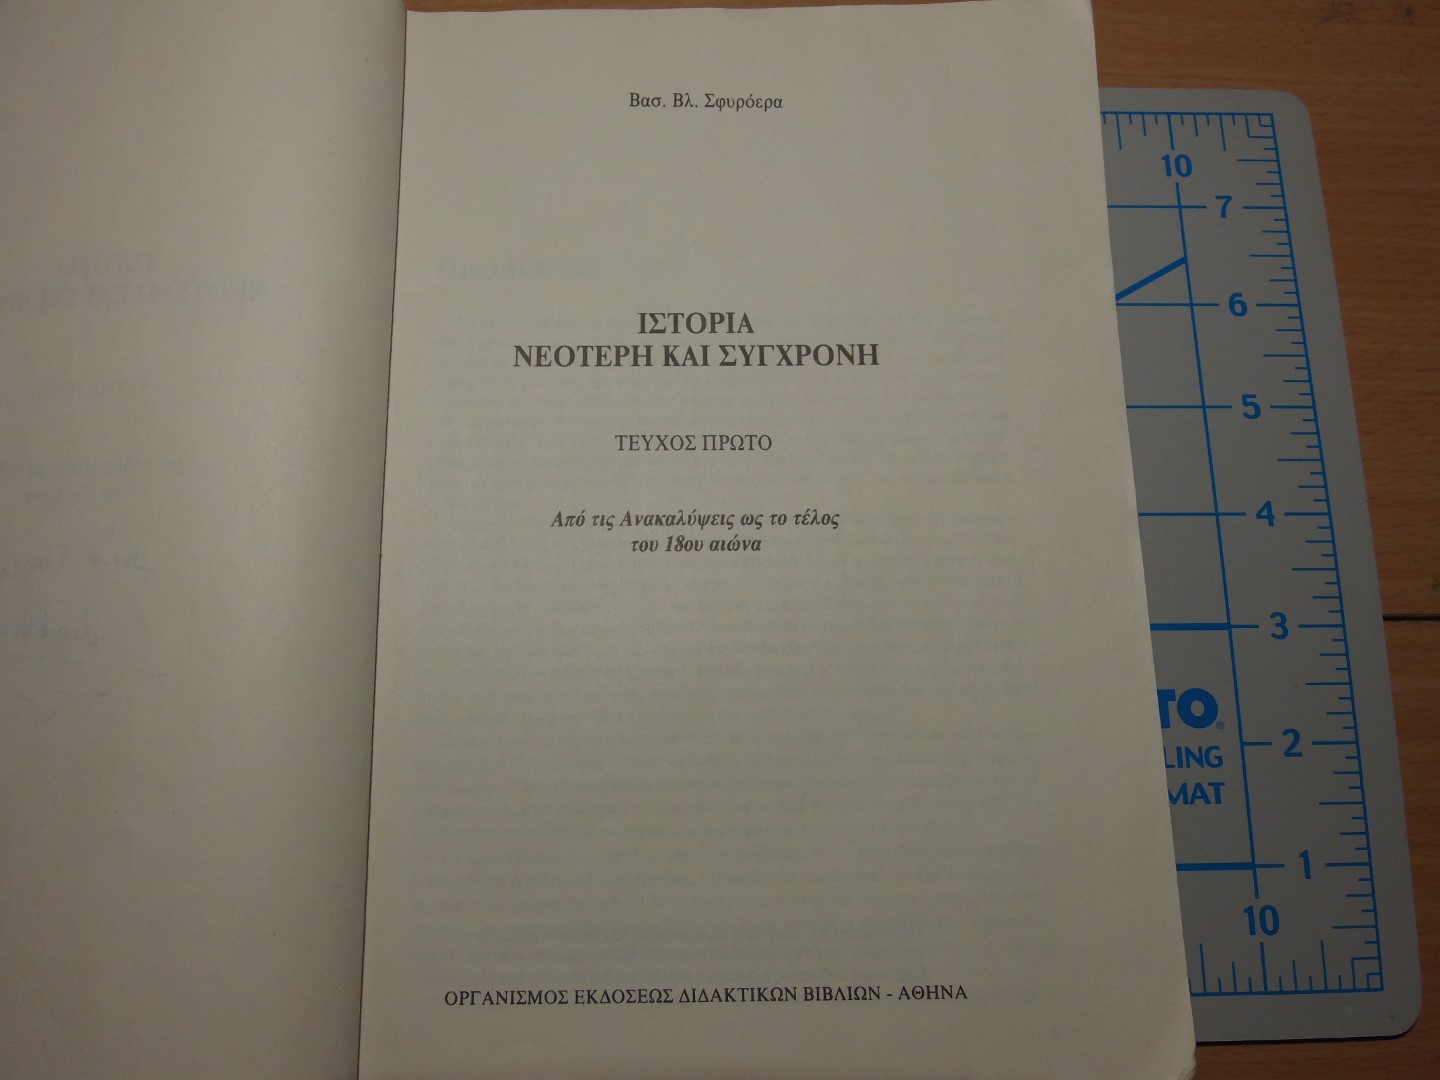 Βασ. Βλ. Σφυρόερα
ΙΣΤΟΡΙΑ
ΝΕΟΤΕΡΗ ΚΑΙ ΣΥΓΧΡΟΝΗ
ΤΕΥΧΟΣ ΠΡΩΤΟ
Από τις Ανακαλύψεις ως το τέλος
του 18ου αιώνα
ΟΡΓΑΝΙΣΜΟΣ ΕΚΔΟΣΕΩΣ ΔΙΔΑΚΤΙΚΩΝ ΒΙΒΛΙΩΝ - ΑΘΗΝΑ
10
7
6
5
4
3
TO®
2
LING
MAT
1
10